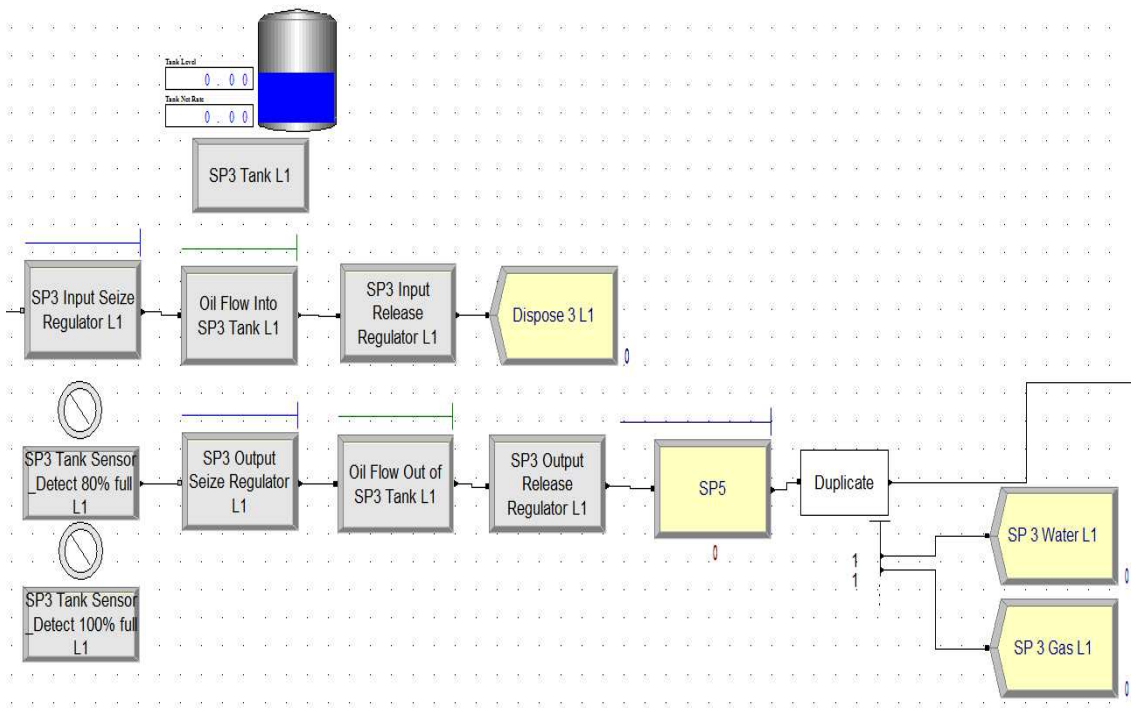 Tank Level
0.00
Tank Net Rate
0.00
SP3 Tank L1
SP3 Input Seize
Regulator L1
Oil Flow Into
SP3 Tank L1
SP3 Input
Release
Regulator L1
Dispose 3 L1
0
SP3 Tank Sensor
_Detect 80% full
L1
SP3 Output
Seize Regulator
L1
Oil Flow Out of
SP3 Tank L1
SP3 Output
Release
Regulator L1
SP5
0
Duplicate
1
1
SP 3 Water L1
0
SP3 Tank Sensor
_Detect 100% full
L1
SP 3 Gas L1
0